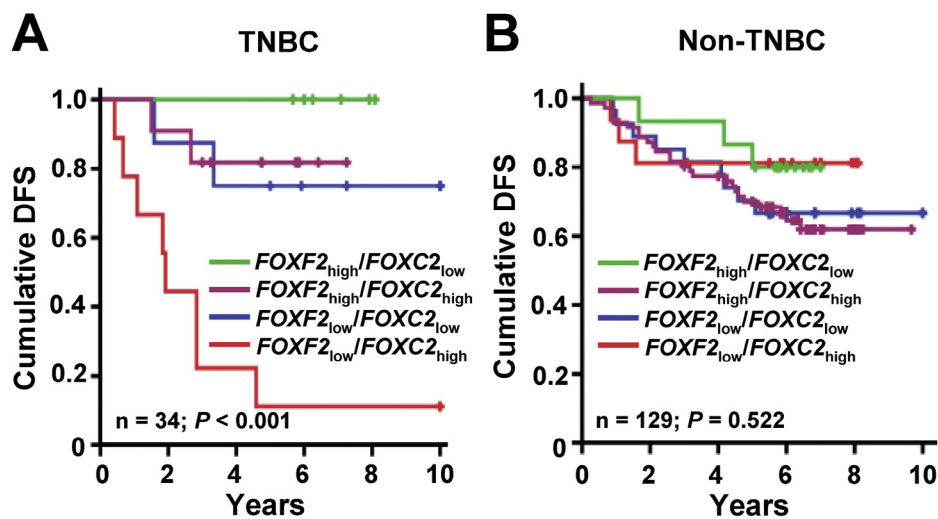 A
TNBC
Cumulative DFS
1.0
0.8
0.6
0.4
0.2
0
FOXF2high/FOXC2low
FOXF2high/FOXC2high
FOXF2low/FOXC2low
FOXF2low/FOXC2high
n = 34; P < 0.001
0 2 4 6 8 10
Years
B
Non-TNBC
Cumulative DFS
1.0
0.8
0.6
0.4
0.2
0
FOXF2high/FOXC2low
FOXF2high/FOXC2high
FOXF2low/FOXC2low
FOXF2low/FOXC2high
n = 129; P = 0.522
0 2 4 6 8 10
Years